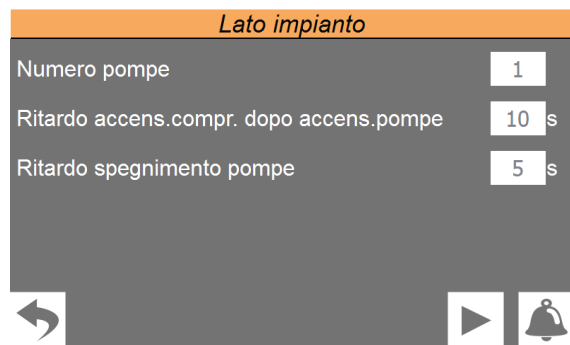 Lato impianto
Numero pompe 1
Ritardo accens.compr. dopo accens.pompe 10 s
Ritardo spegnimento pompe 5 s